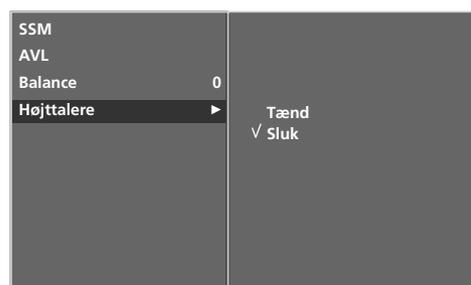 SSM
AVL
Balance 0
Højttalere ►
Tænd
√ Sluk